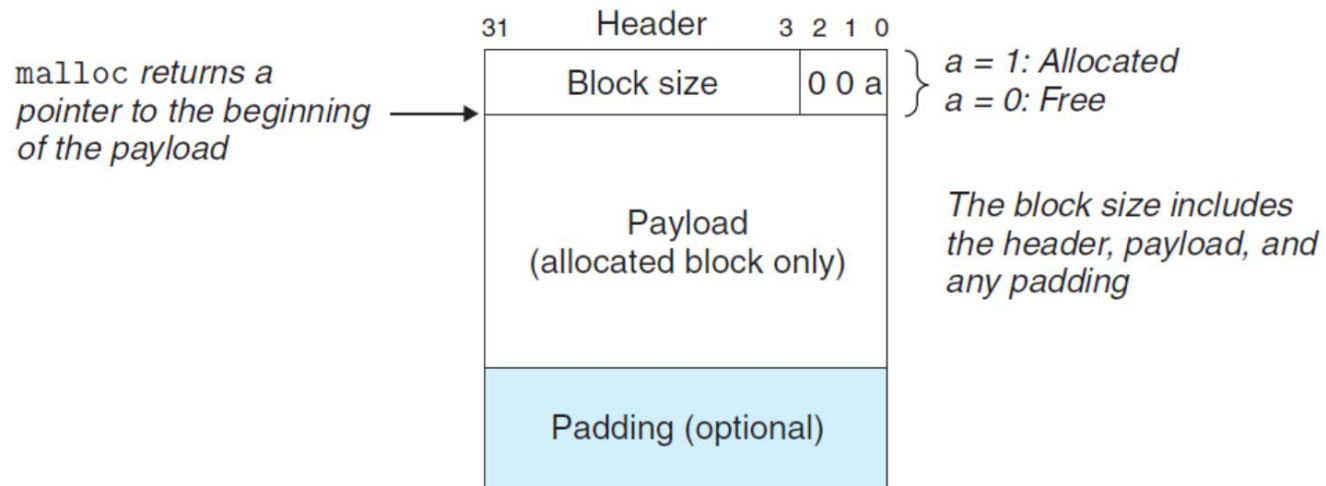 31 Header 3 2 1 0
malloc returns a
pointer to the beginning
of the payload
Block size
0 0 a
a = 1: Allocated
a = 0: Free
Payload
(allocated block only)
The block size includes
the header, payload, and
any padding
Padding (optional)